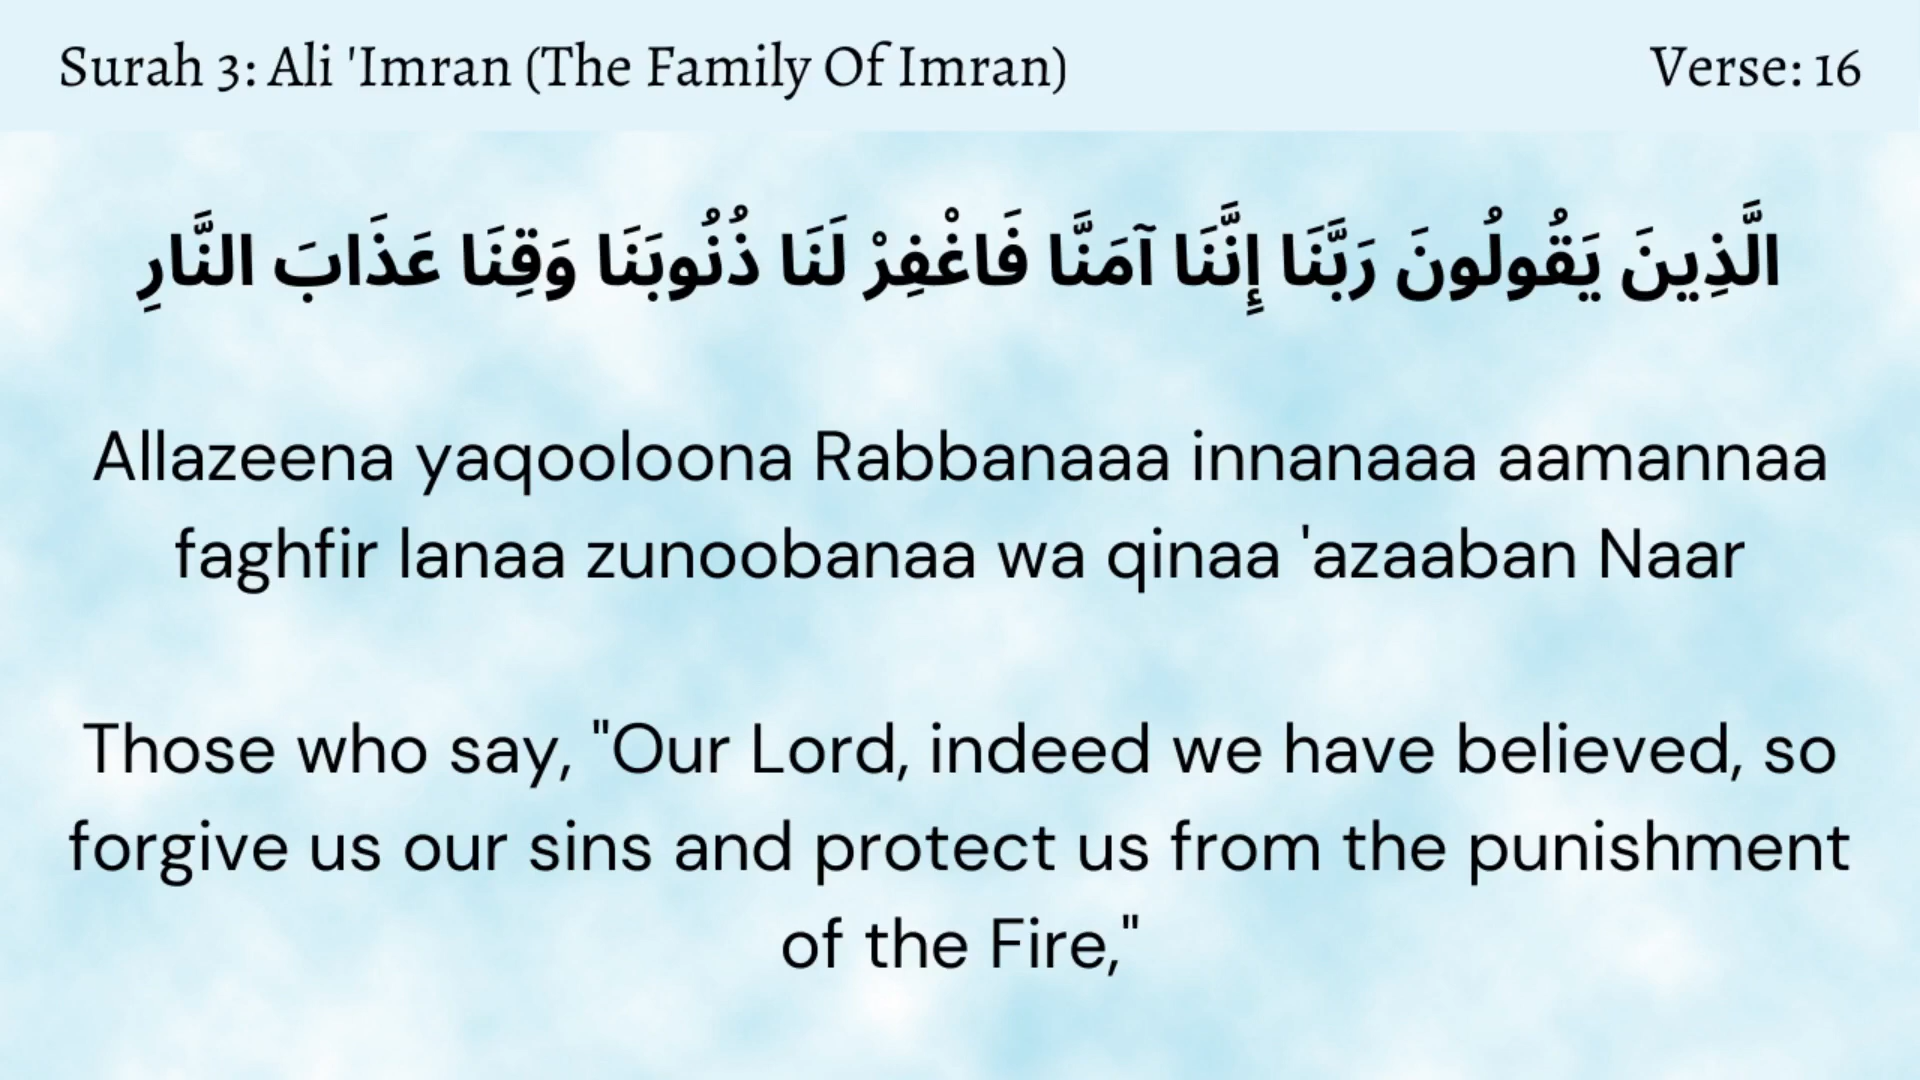 Surah 3: Ali 'Imran (The Family Of Imran)
Verse: 16
الَّذِينَ يَقُولُونَ رَبَّنَا إِنَّنَا آمَنَّا فَاغْفِرْ لَنَا ذُنُوبَنَا وَقِنَا عَذَابَ النَّارِ
Allazeena yaqooloona Rabbanaaa innanaaa aamannaa
faghfir lanaa zunoobanaa wa qinaa 'azaaban Naar
Those who say, "Our Lord, indeed we have believed, so
forgive us our sins and protect us from the punishment
of the Fire,"